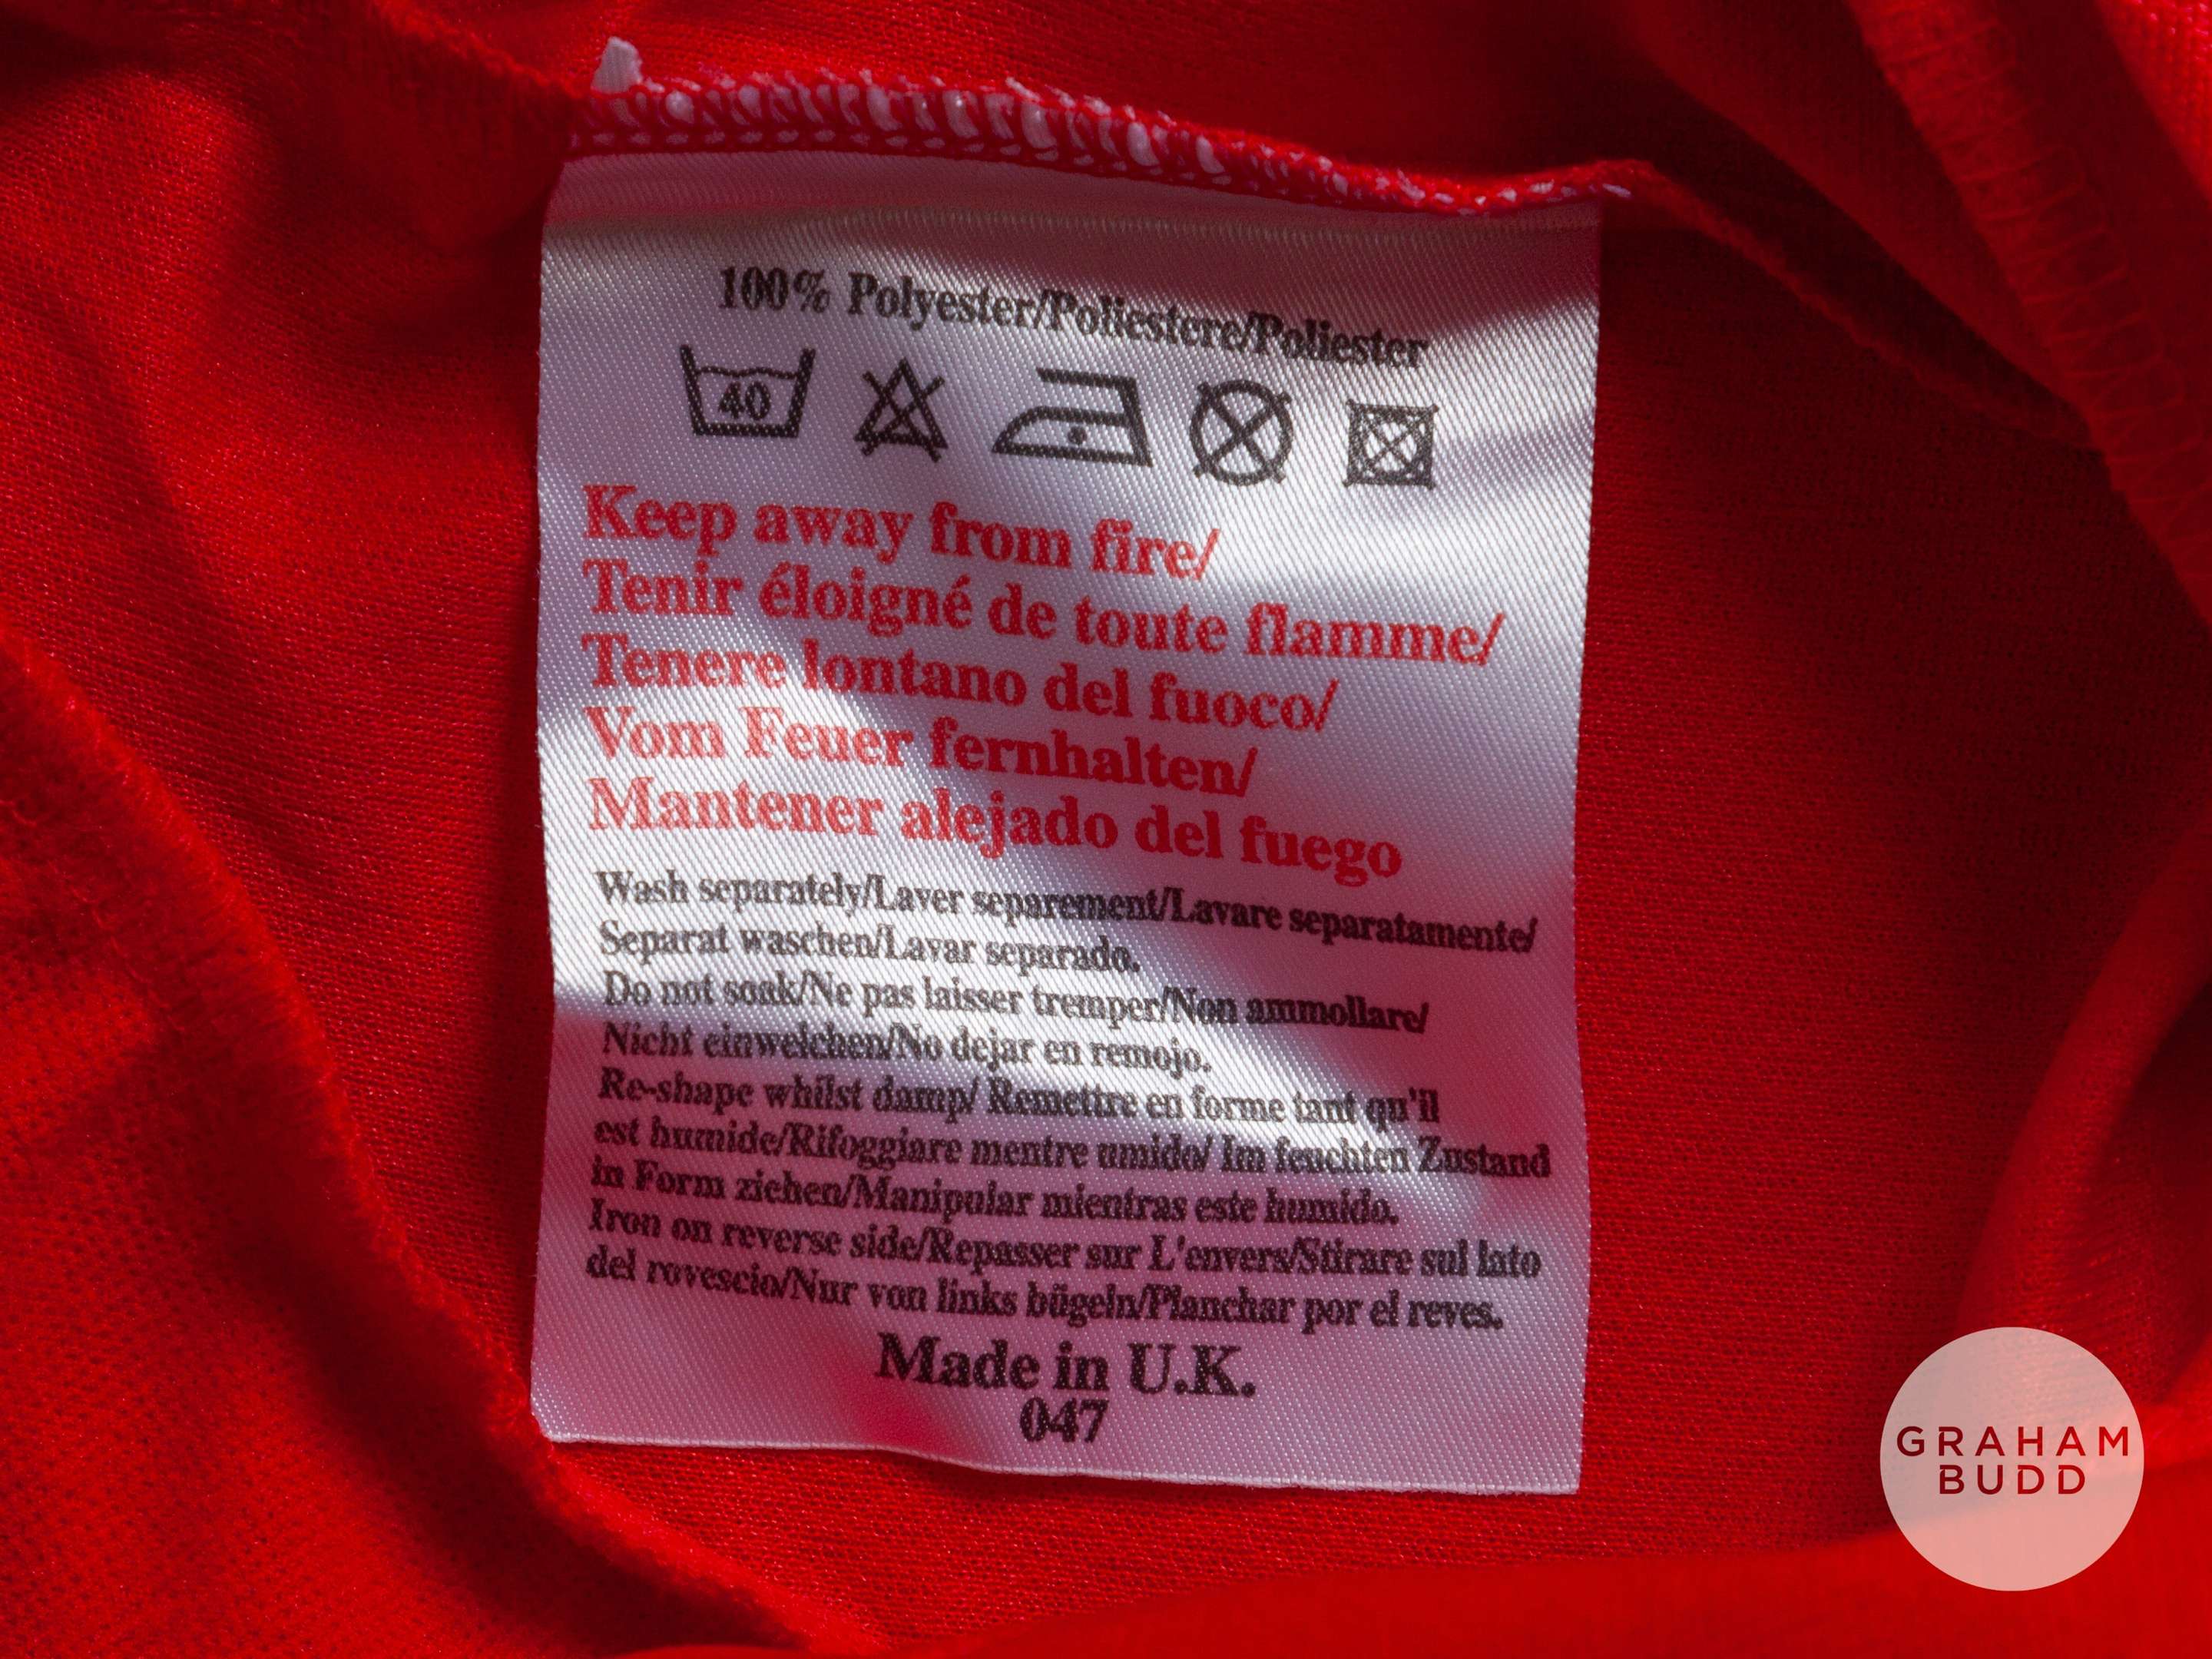 100% Polyester/Poliestere/Poliester
40
Keep away from fire/
Tenir éloigné de toute flamme/
Tenere lontano del fuoco/
Vom Feuer fernhalten/
Mantener alejado del fuego
Wash separately/Laver separement/Lavare separatamente/
Separat waschen/Lavar separado.
Do not soak/Ne pas laisser tremper/Non ammollare/
Nicht einweichen/No dejar en remojo.
Re-shape whilst damp/ Remettre en forme tant qu'il
est humide/Rifoggiare mentre umido/ Im feuchten Zustand
in Form ziehen/Manipular mientras este humido.
Iron on reverse side/Repasser sur L'envers/Stirare sul lato
del rovescio/Nur von links bügeln/Planchar por el reves.
Made in U.K.
047
GRAHAM
BUDD